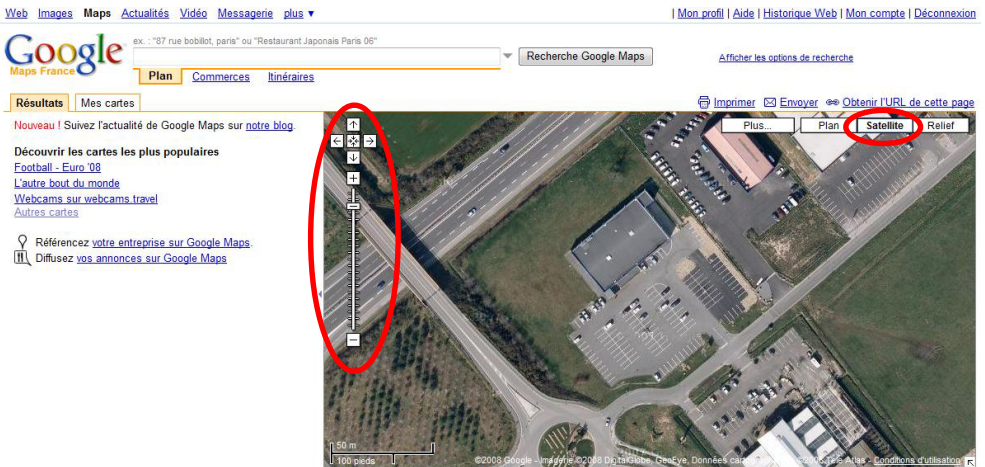 Web Images Maps Actualités Vidéo Messagerie plus ▼ | Mon profil | Aide | Historique Web | Mon compte | Déconnexion
ex. : "87 rue bobillot, paris" ou "Restaurant Japonais Paris 06"
Google
Maps France
Recherche Google Maps
Afficher les options de recherche
Plan Commerces Itinéraires
Résultats Mes cartes
Imprimer Envoyer Obtenir l'URL de cette page
Nouveau ! Suivez l'actualité de Google Maps sur notre blog.
Plus... Plan Satellite Relief
Découvrir les cartes les plus populaires
Football - Euro '08
L'autre bout du monde
Webcams sur webcams.travel
Autres cartes
Référencez votre entreprise sur Google Maps.
Diffusez vos annonces sur Google Maps
50 m
100 pieds
©2008 Google - Imagerie ©2008 DigitalGlobe, GeoEye, Données ©2008 Tele Atlas - Conditions d'utilisation